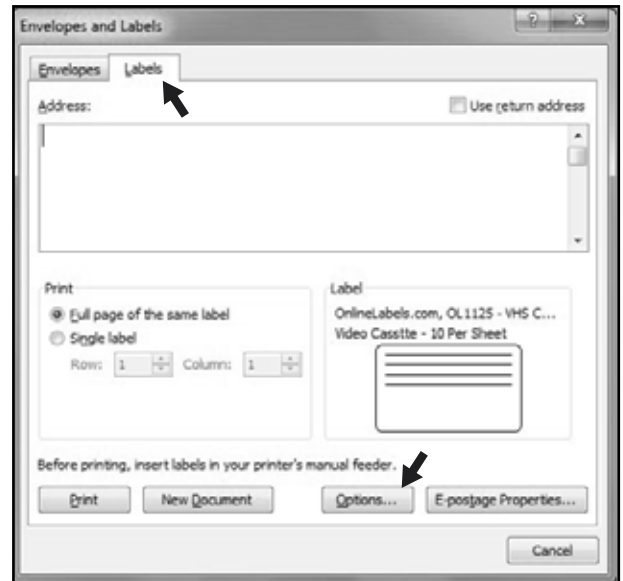 Envelopes and Labels
Envelopes Labels
Address: Use return address
Print
Full page of the same label
Single label
Row: 1 Column: 1
Label
OnlineLabels.com, OL1125 - VHS C...
Video Casstte - 10 Per Sheet
Before printing, insert labels in your printer's manual feeder.
Print New Document Options... E-postage Properties...
Cancel